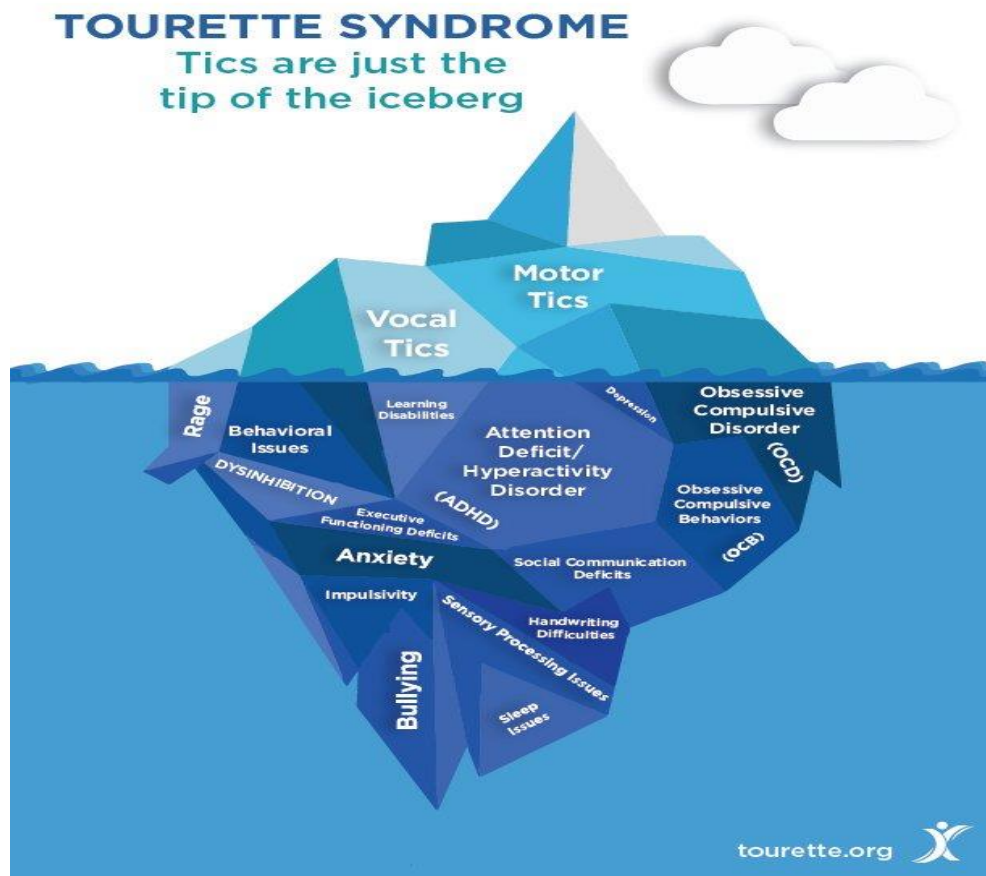 TOURETTE SYNDROME
Tics are just the
tip of the iceberg
Motor
Tics
Vocal
Tics
Rage
Behavioral
Issues
Learning
Disabilities
Attention
Deficit/
Hyperactivity
Disorder
(ADHD)
Depression
Obsessive
Compulsive
Disorder
(OCD)
DYSINHIBITION
Executive
Functioning Deficits
Obsessive
Compulsive
Behaviors
(OCB)
Anxiety
Social Communication
Deficits
Impulsivity
Sensory Processing Issues
Handwriting
Difficulties
Bullying
Sleep
Issues
tourette.org